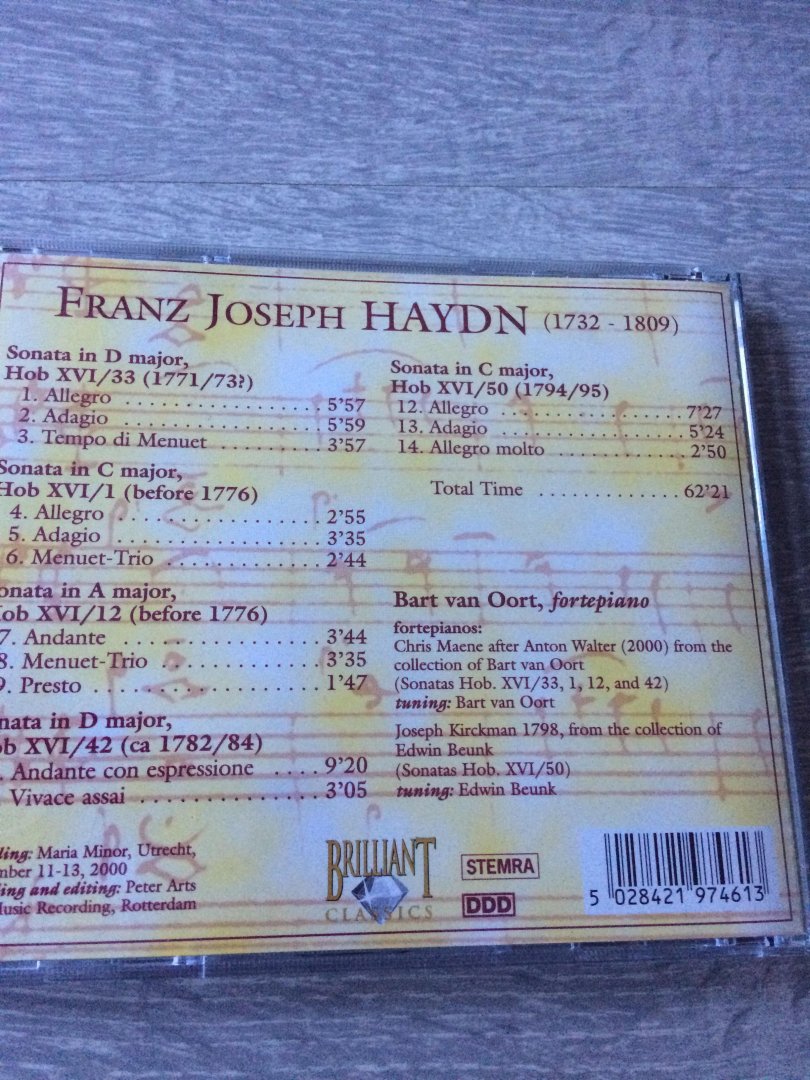 FRANZ JOSEPH HAYDN (1732 - 1809)
Sonata in D major,
Hob XVI/33 (1771/73?)
1. Allegro .................. 5'57
2. Adagio .................. 5'59
3. Tempo di Menuet .......... 3'57
Sonata in C major,
Hob XVI/1 (before 1776)
4. Allegro .................. 2'55
5. Adagio .................. 3'35
6. Menuet-Trio .............. 2'44
onata in A major,
ob XVI/12 (before 1776)
7. Andante ................. 3'44
8. Menuet-Trio .............. 3'35
9. Presto ................... 1'47
nata in D major,
ob XVI/42 (ca 1782/84)
. Andante con espressione .... 9'20
Vivace assai ................ 3'05
ding: Maria Minor, Utrecht,
mber 11-13, 2000
ding and editing: Peter Arts
Music Recording, Rotterdam
Sonata in C major,
Hob XVI/50 (1794/95)
12. Allegro .................. 7'27
13. Adagio .................. 5'24
14. Allegro molto ............ 2'50
Total Time .............. 62'21
Bart van Oort, fortepiano
fortepianos:
Chris Maene after Anton Walter (2000) from the
collection of Bart van Oort
(Sonatas Hob. XVI/33, 1, 12, and 42)
tuning: Bart van Oort
Joseph Kirckman 1798, from the collection of
Edwin Beunk
(Sonatas Hob. XVI/50)
tuning: Edwin Beunk
BRILLIANT
CLASSICS
STEMRA
DDD
5 028421 974613